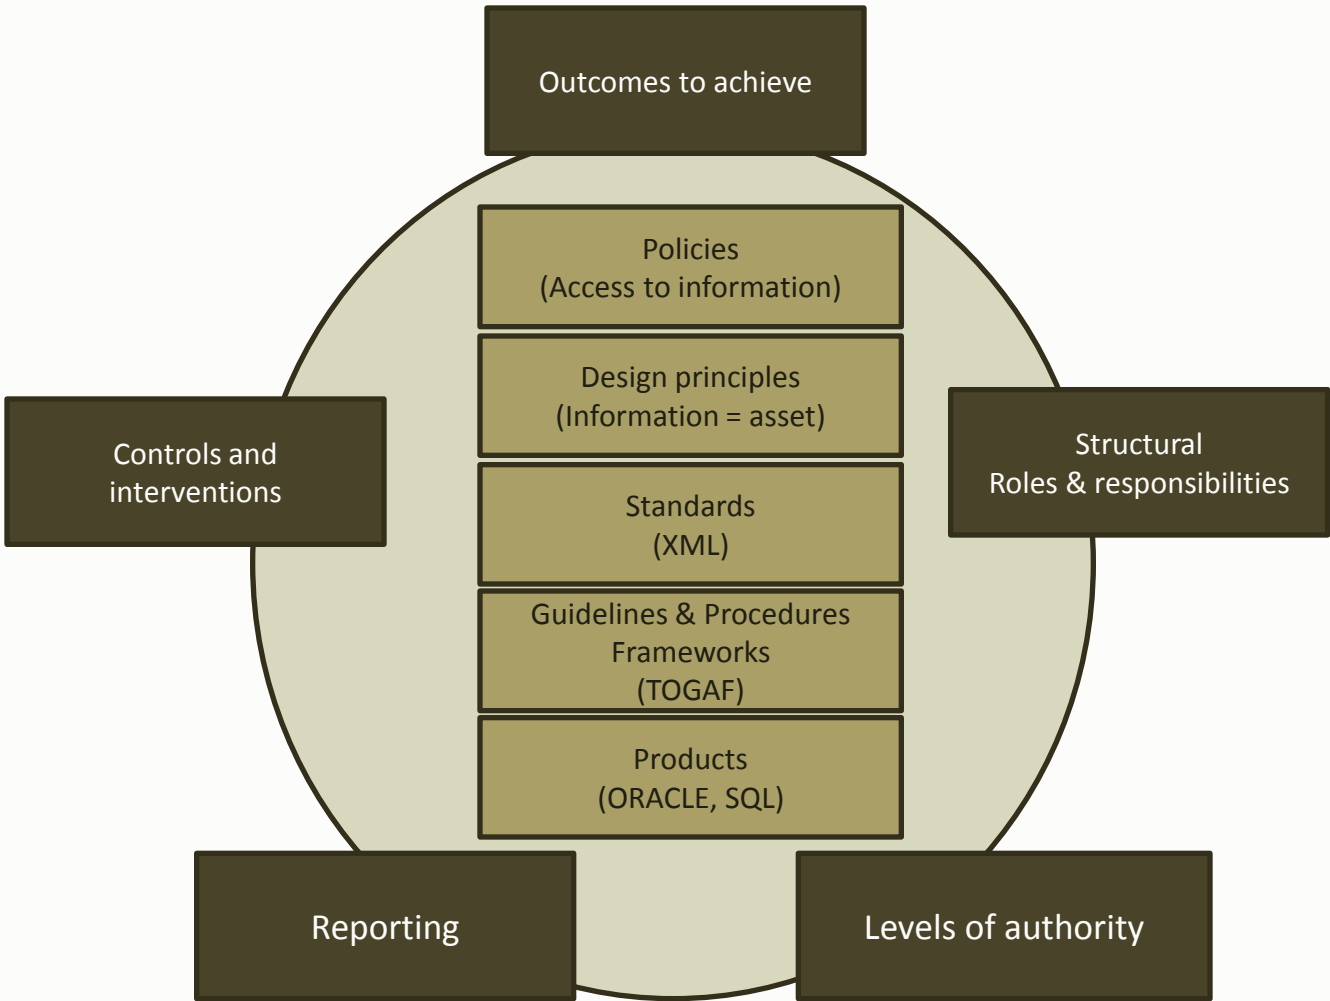 Outcomes to achieve
Policies
(Access to information)
Design principles
(Information = asset)
Controls and
interventions
Structural
Roles & responsibilities
Standards
(XML)
Guidelines & Procedures
Frameworks
(TOGAF)
Products
(ORACLE, SQL)
Reporting
Levels of authority